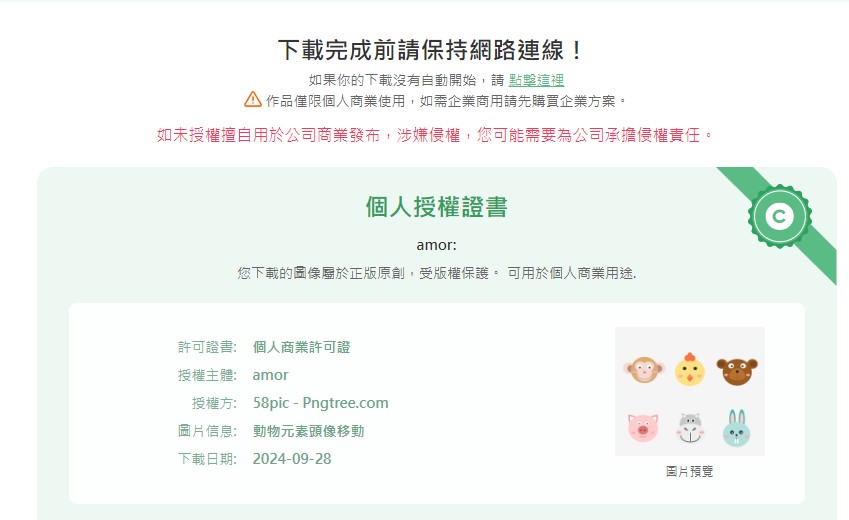 下載完成前請保持網路連線！
如果你的下載沒有自動開始，請 點擊這裡
作品僅限個人商業使用，如需企業商用請先購買企業方案。
如未授權擅自用於公司商業發布，涉嫌侵權，您可能需要為公司承擔侵權責任。
個人授權證書
amor:
您下載的圖像屬於正版原創，受版權保護。 可用於個人商業用途.
許可證書: 個人商業許可證
授權主體: amor
授權方: 58pic - Pngtree.com
圖片信息: 動物元素頭像移動
下載日期: 2024-09-28
圖片預覽
C